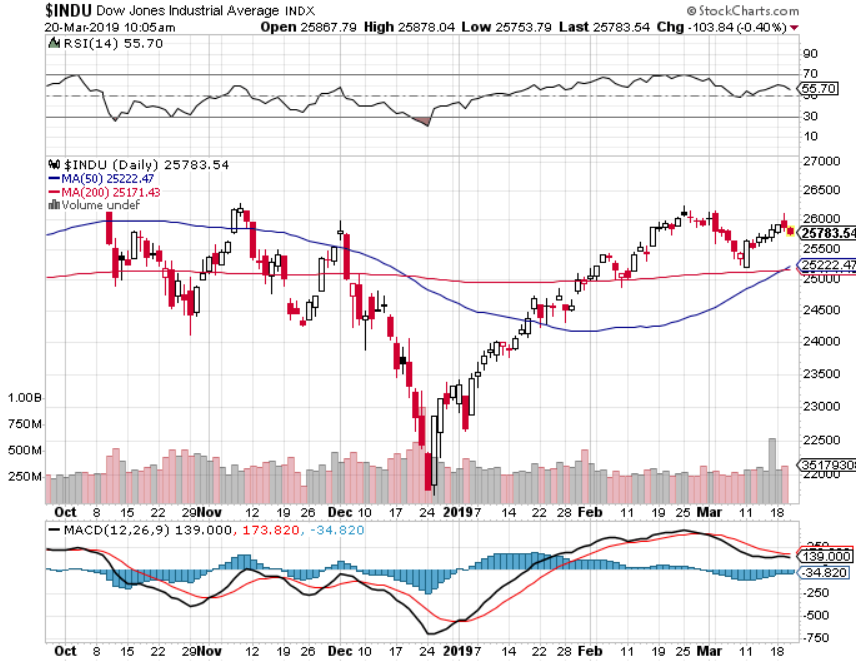 $INDU Dow Jones Industrial Average INDX
© StockCharts.com
20-Mar-2019 10:05am
Open 25867.79 High 25878.04 Low 25753.79 Last 25783.54 Chg -103.84 (-0.40%)
RSI(14) 55.70
90
70
55.70
30
10
$INDU (Daily) 25783.54
MA(50) 25222.47
MA(200) 25171.43
Volume undef
27000
26500
26000
25783.54
25500
25222.47
25000
24500
24000
23500
23000
22500
22000
1.00B
750M
500M
250M
Oct 8 15 22 29 Nov 12 19 26 Dec 10 17 24 2019 7 14 22 28 Feb 11 19 25 Mar 11 18
MACD(12,26,9) 139.000, 173.820, -34.820
139.000
-34.820
-250
-500
-750
Oct 8 15 22 29 Nov 12 19 26 Dec 10 17 24 2019 7 14 22 28 Feb 11 19 25 Mar 11 18